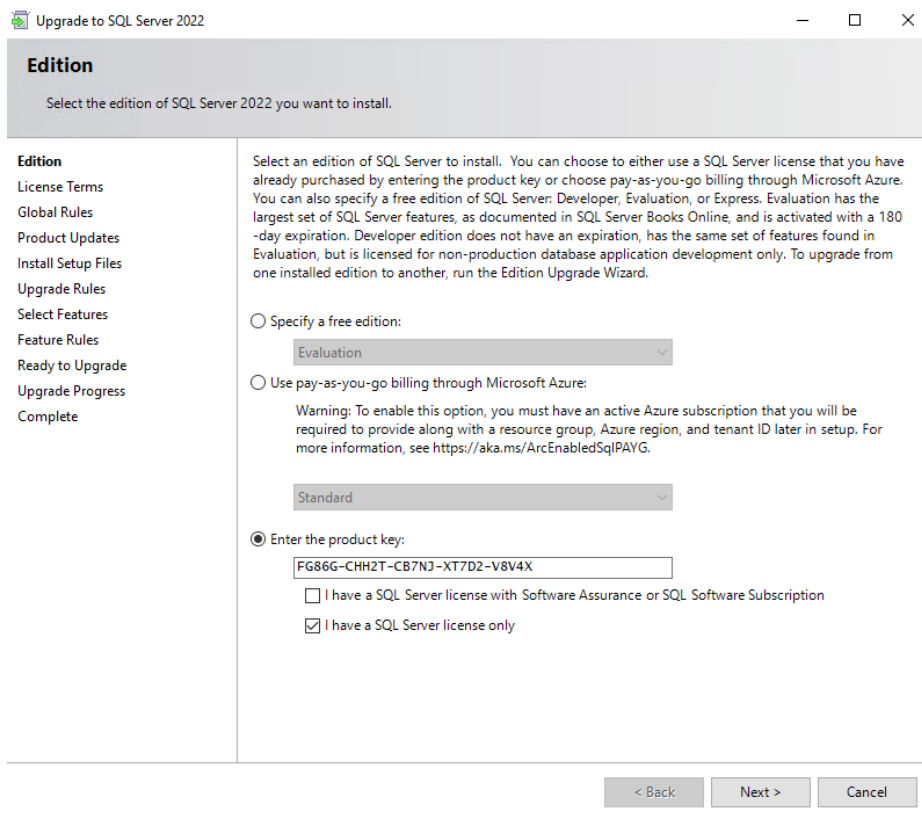 Upgrade to SQL Server 2022
Edition
Select the edition of SQL Server 2022 you want to install.
Edition
License Terms
Global Rules
Product Updates
Install Setup Files
Upgrade Rules
Select Features
Feature Rules
Ready to Upgrade
Upgrade Progress
Complete
Select an edition of SQL Server to install. You can choose to either use a SQL Server license that you have
already purchased by entering the product key or choose pay-as-you-go billing through Microsoft Azure.
You can also specify a free edition of SQL Server: Developer, Evaluation, or Express. Evaluation has the
largest set of SQL Server features, as documented in SQL Server Books Online, and is activated with a 180
-day expiration. Developer edition does not have an expiration, has the same set of features found in
Evaluation, but is licensed for non-production database application development only. To upgrade from
one installed edition to another, run the Edition Upgrade Wizard.
Specify a free edition:
Evaluation
Use pay-as-you-go billing through Microsoft Azure:
Warning: To enable this option, you must have an active Azure subscription that you will be
required to provide along with a resource group, Azure region, and tenant ID later in setup. For
more information, see https://aka.ms/ArcEnabledSqlPAYG.
Standard
Enter the product key:
FG86G-CHH2T-CB7NJ-XT7D2-V8V4X
I have a SQL Server license with Software Assurance or SQL Software Subscription
I have a SQL Server license only
< Back
Next >
Cancel